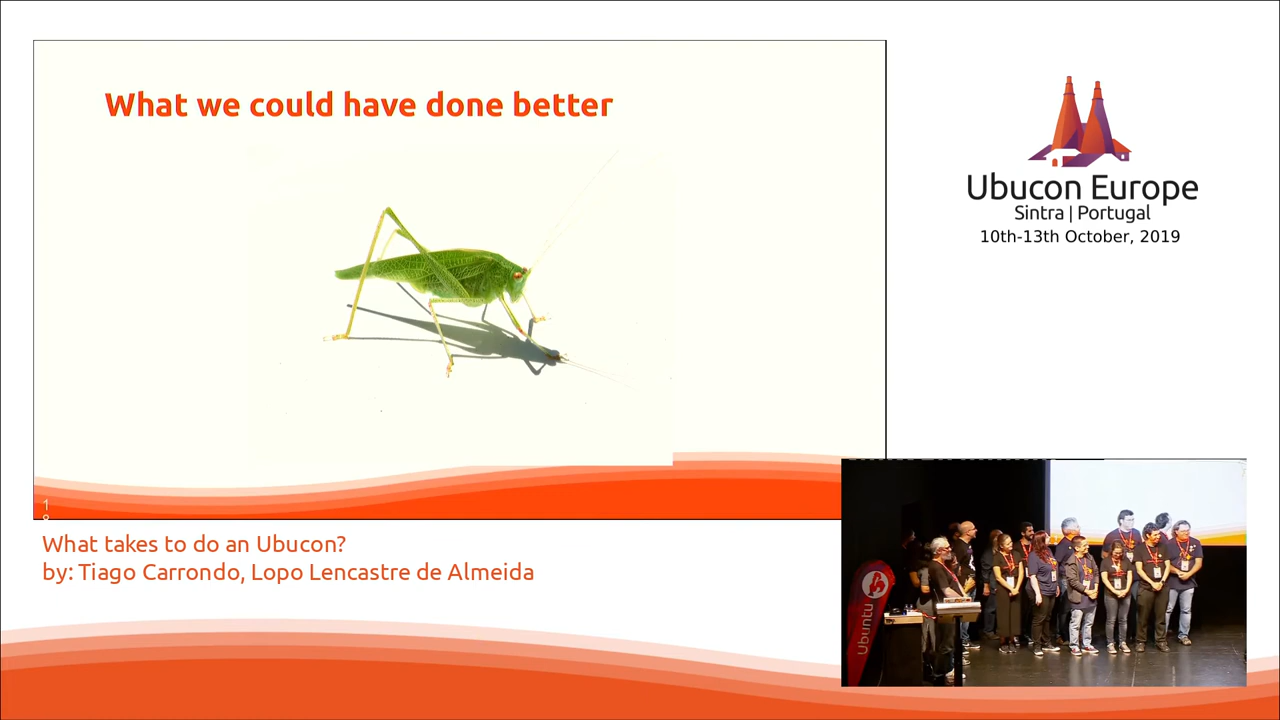 What we could have done better
Ubucon Europe
Sintra | Portugal
10th-13th October, 2019
What takes to do an Ubucon?
by: Tiago Carrondo, Lopo Lencastre de Almeida
Ubuntu